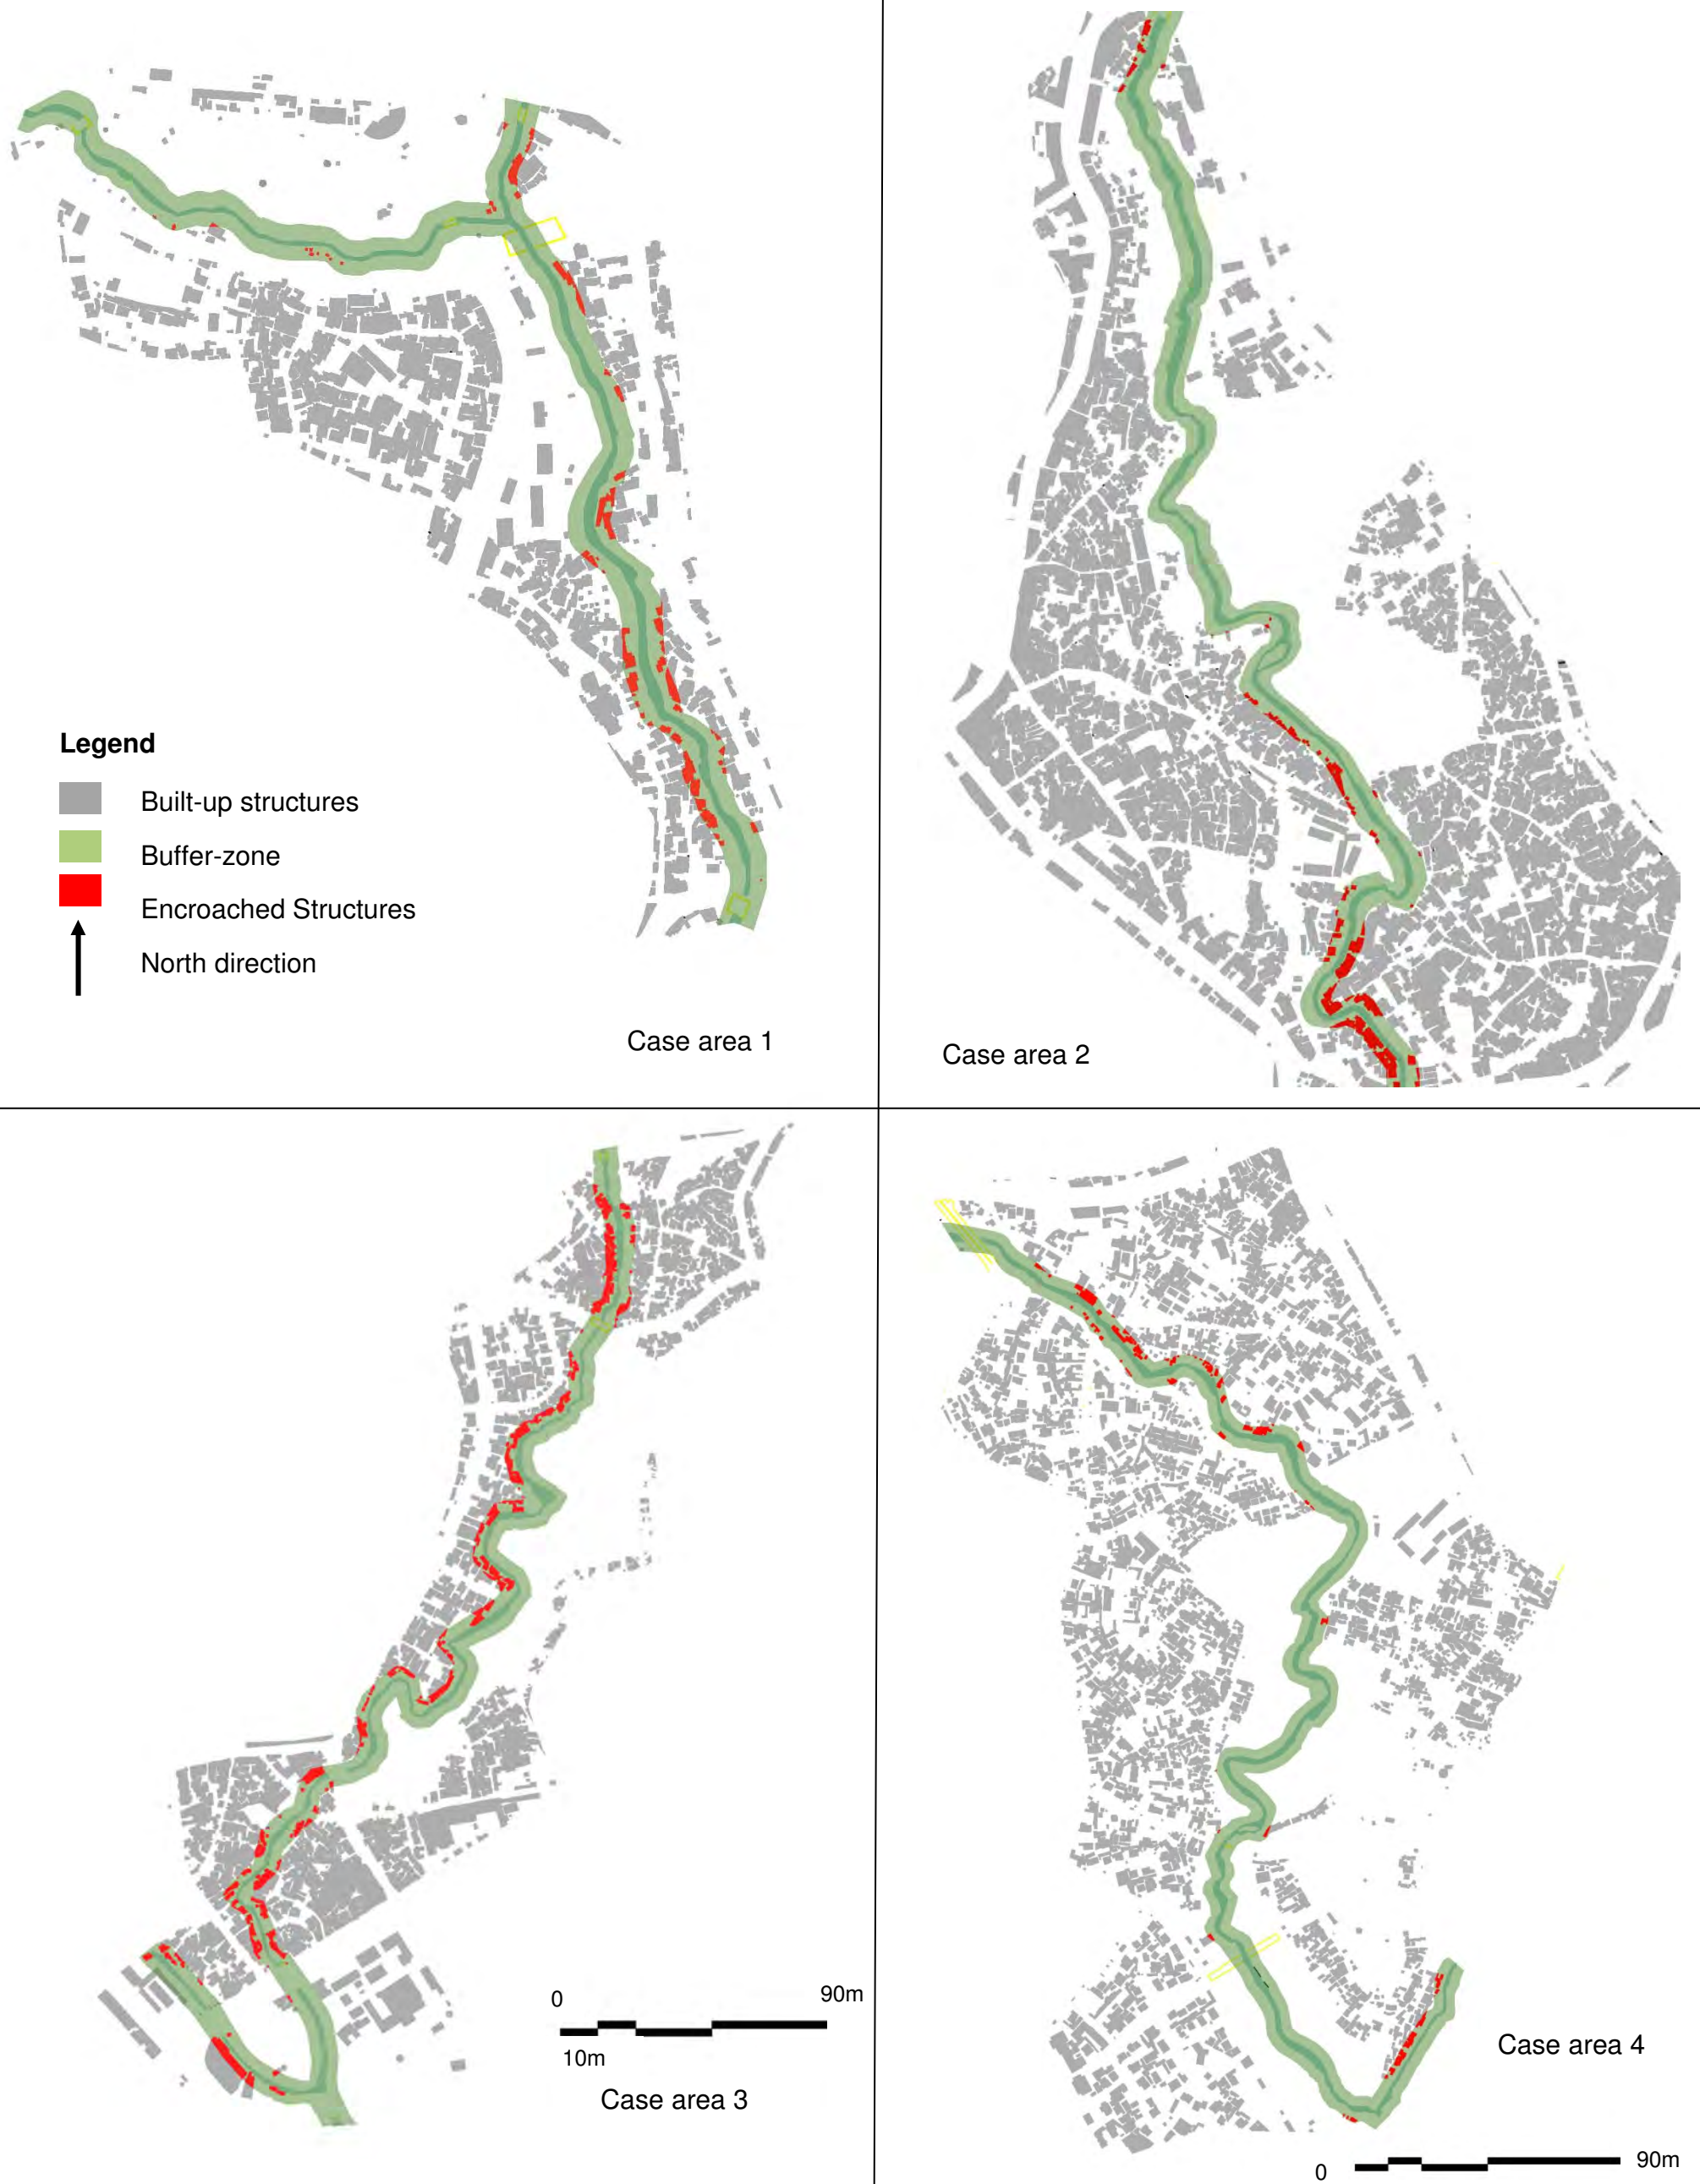 Legend
Built-up structures
Buffer-zone
Encroached Structures
North direction
Case area 1
Case area 2
0
90m
10m
Case area 3
Case area 4
0
90m